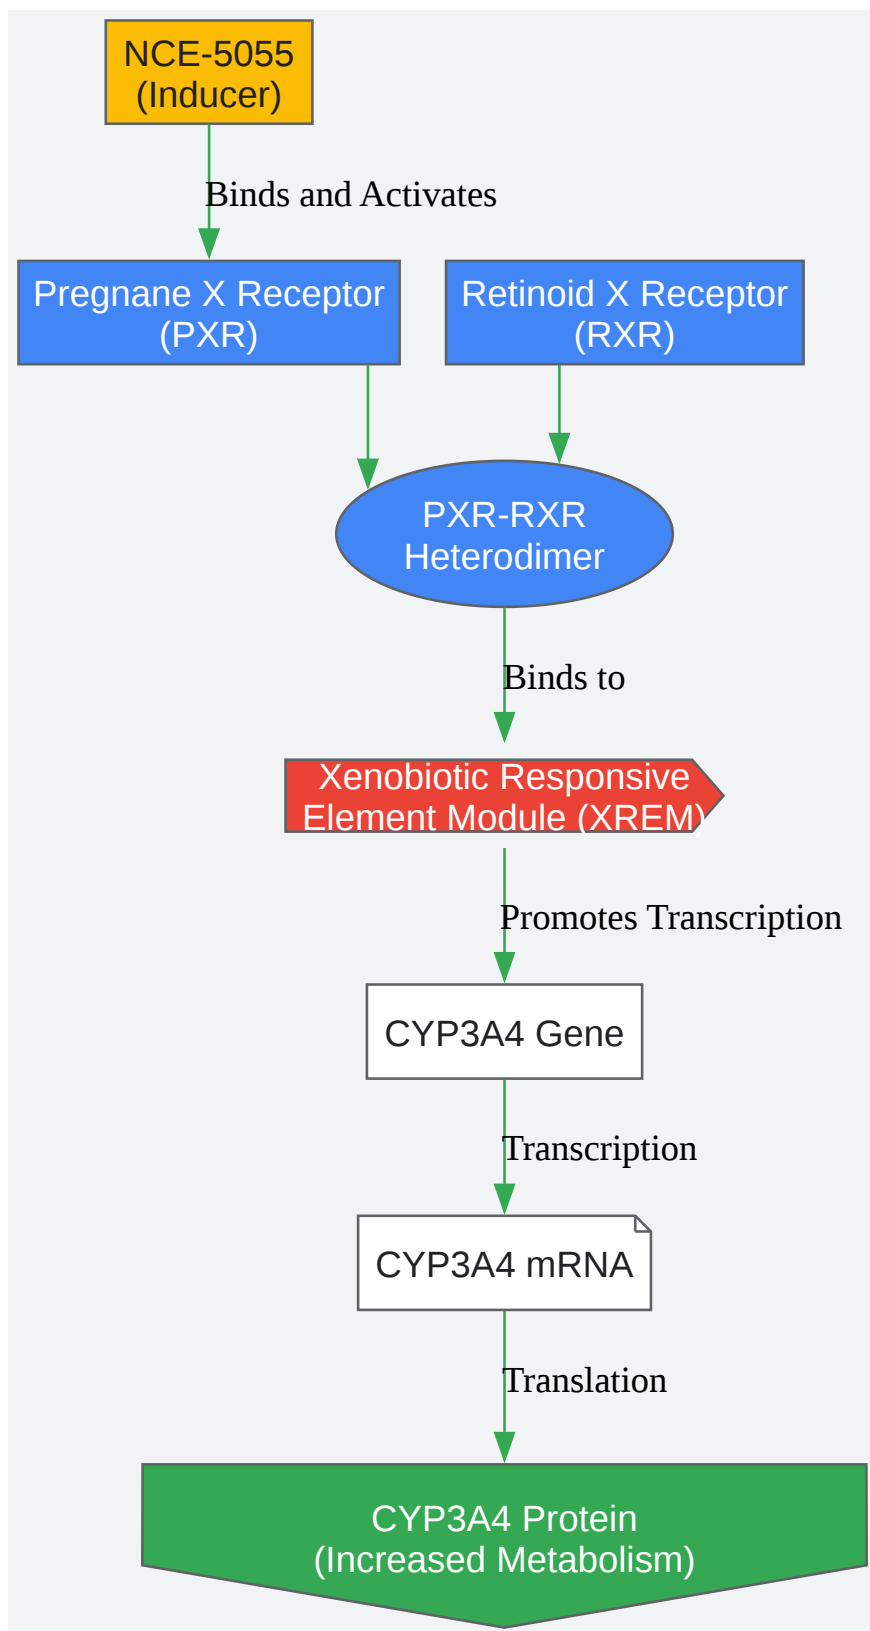 NCE-5055
(Inducer)
Binds and Activates
Pregnane X Receptor
(PXR)
Retinoid X Receptor
(RXR)
PXR-RXR
Heterodimer
Binds to
Xenobiotic Responsive
Element Module (XREM)
Promotes Transcription
CYP3A4 Gene
Transcription
CYP3A4 mRNA
Translation
CYP3A4 Protein
(Increased Metabolism)